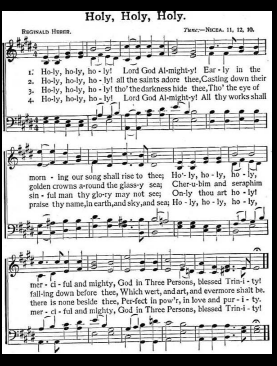 Holy, Holy, Holy.
REGINALD HEBER.
Tune:—NICEA. 11, 12, 10.
1. Ho-ly, ho-ly, ho-ly! Lord God Al-might-y! Ear-ly in the
2. Ho-ly, ho-ly, ho-ly! all the saints adore thee, Casting down their
3. Ho-ly, ho-ly, ho-ly! tho' the darkness hide thee, Tho' the eye of
4. Ho-ly, ho-ly, ho-ly! Lord God Al-might-y! All thy works shall
morn - ing our song shall rise to thee; Ho-ly, ho-ly, ho-ly,
golden crowns a-round the glass-y sea; Cher-u-bim and seraphim
sin-ful man thy glo-ry may not see; On-ly thou art ho-ly!
praise thy name, in earth, and sky, and sea; Ho-ly, ho-ly, ho-ly,
mer - ci - ful and mighty, God in Three Persons, blessed Trin-i-ty!
fall-ing down before thee, Which wert, and art, and evermore shalt be.
there is none beside thee, Per-fect in pow'r, in love and pur-i-ty.
mer - ci - ful and mighty, God in Three Persons, blessed Trin-i-ty!